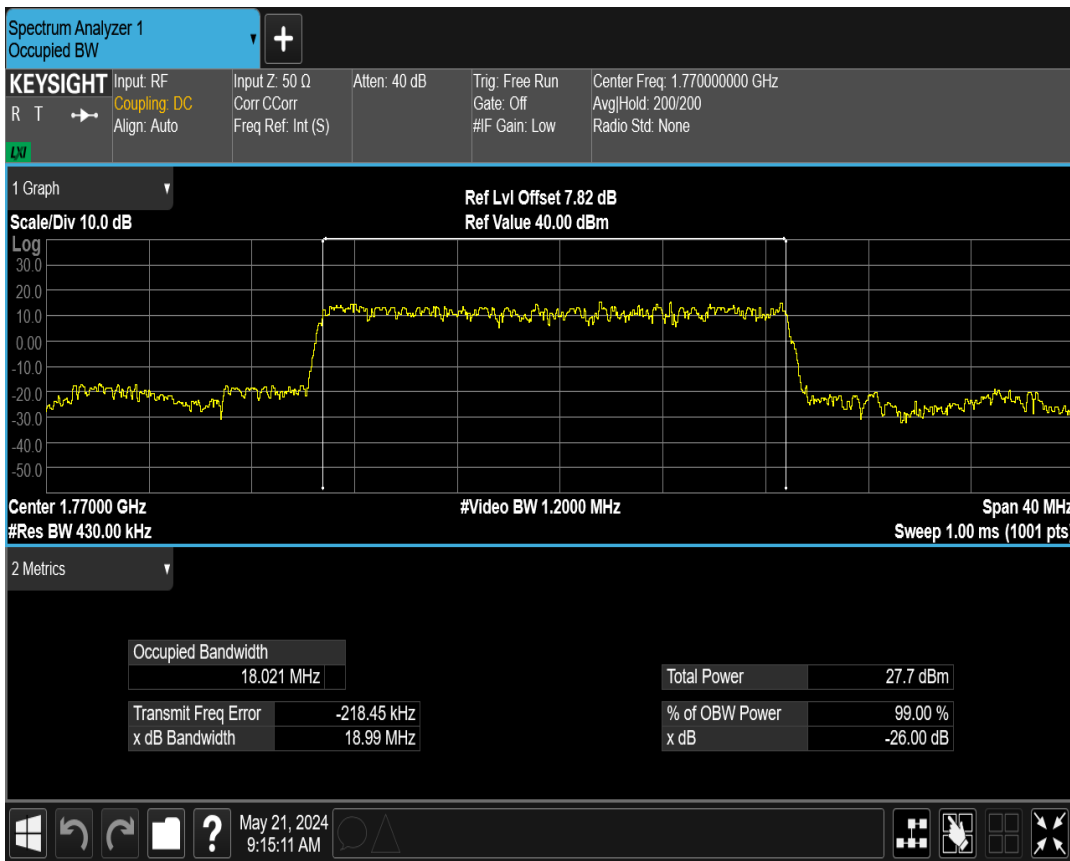 Spectrum Analyzer 1
Occupied BW
KEYSIGHT
R T
LXI
Input: RF
Coupling: DC
Align: Auto
Input Z: 50 Ω
Corr CCorr
Freq Ref: Int (S)
Atten: 40 dB
Trig: Free Run
Gate: Off
#IF Gain: Low
Center Freq: 1.770000000 GHz
Avg|Hold: 200/200
Radio Std: None
1 Graph
Scale/Div 10.0 dB
Ref Lvl Offset 7.82 dB
Ref Value 40.00 dBm
Log
30.0
20.0
10.0
0.00
-10.0
-20.0
-30.0
-40.0
-50.0
Center 1.77000 GHz
#Res BW 430.00 kHz
#Video BW 1.2000 MHz
Span 40 MHz
Sweep 1.00 ms (1001 pts)
2 Metrics
Occupied Bandwidth
18.021 MHz
Transmit Freq Error -218.45 kHz
x dB Bandwidth 18.99 MHz
Total Power 27.7 dBm
% of OBW Power 99.00 %
x dB -26.00 dB
?
May 21, 2024
9:15:11 AM